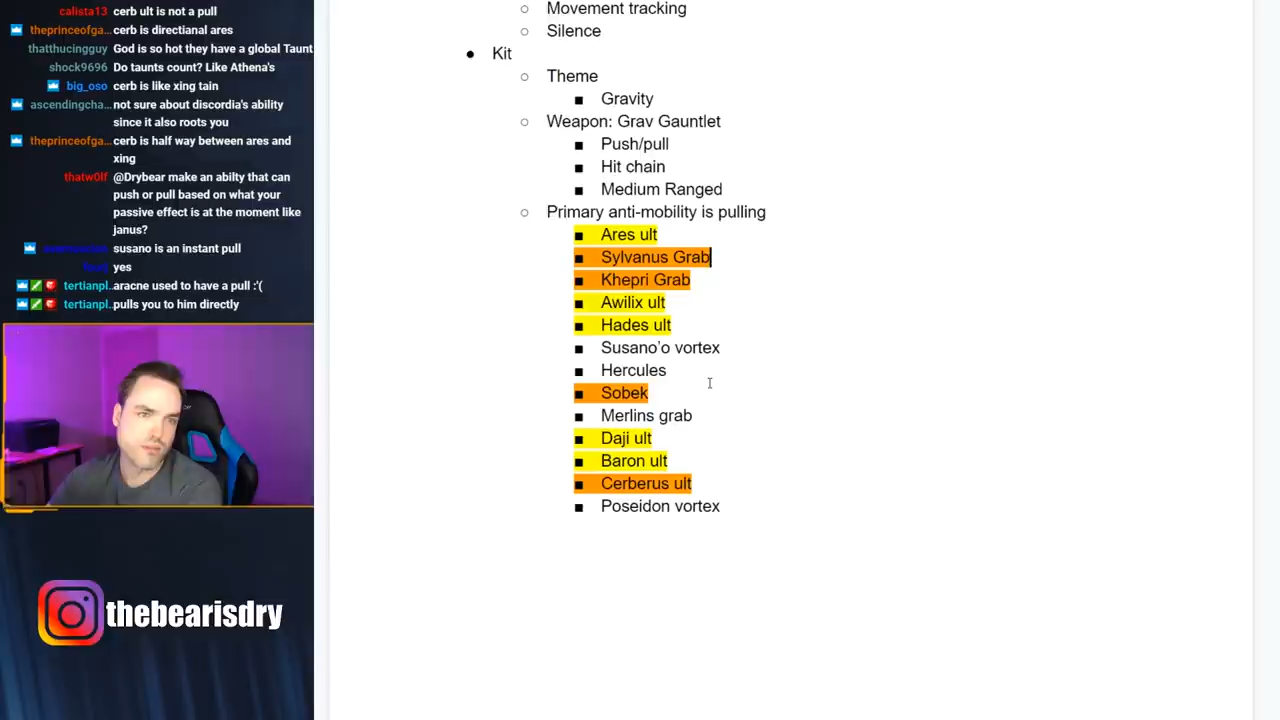 calista13 cerb ult is not a pull
theprinceofga... cerb is directianal ares
thatthucingguy God is so hot they have a global Taunt
shock9696 Do taunts count? Like Athena's
big_oso cerb is like xing tain
ascendingcha... not sure about discordia's ability
since it also roots you
theprinceofga... cerb is half way between ares and
xing
thatw0lf @Drybear make an abilty that can
push or pull based on what your
passive effect is at the moment like
janus?
susano is an instant pull
yes
tertianpl.. aracne used to have a pull :'(
tertianpl.. pulls you to him directly
thebearisdry
Movement tracking
Silence
Kit
Theme
Gravity
Weapon: Grav Gauntlet
Push/pull
Hit chain
Medium Ranged
Primary anti-mobility is pulling
Ares ult
Sylvanus Grab
Khepri Grab
Awilix ult
Hades ult
Susano'o vortex
Hercules
Sobek
Merlins grab
Daji ult
Baron ult
Cerberus ult
Poseidon vortex